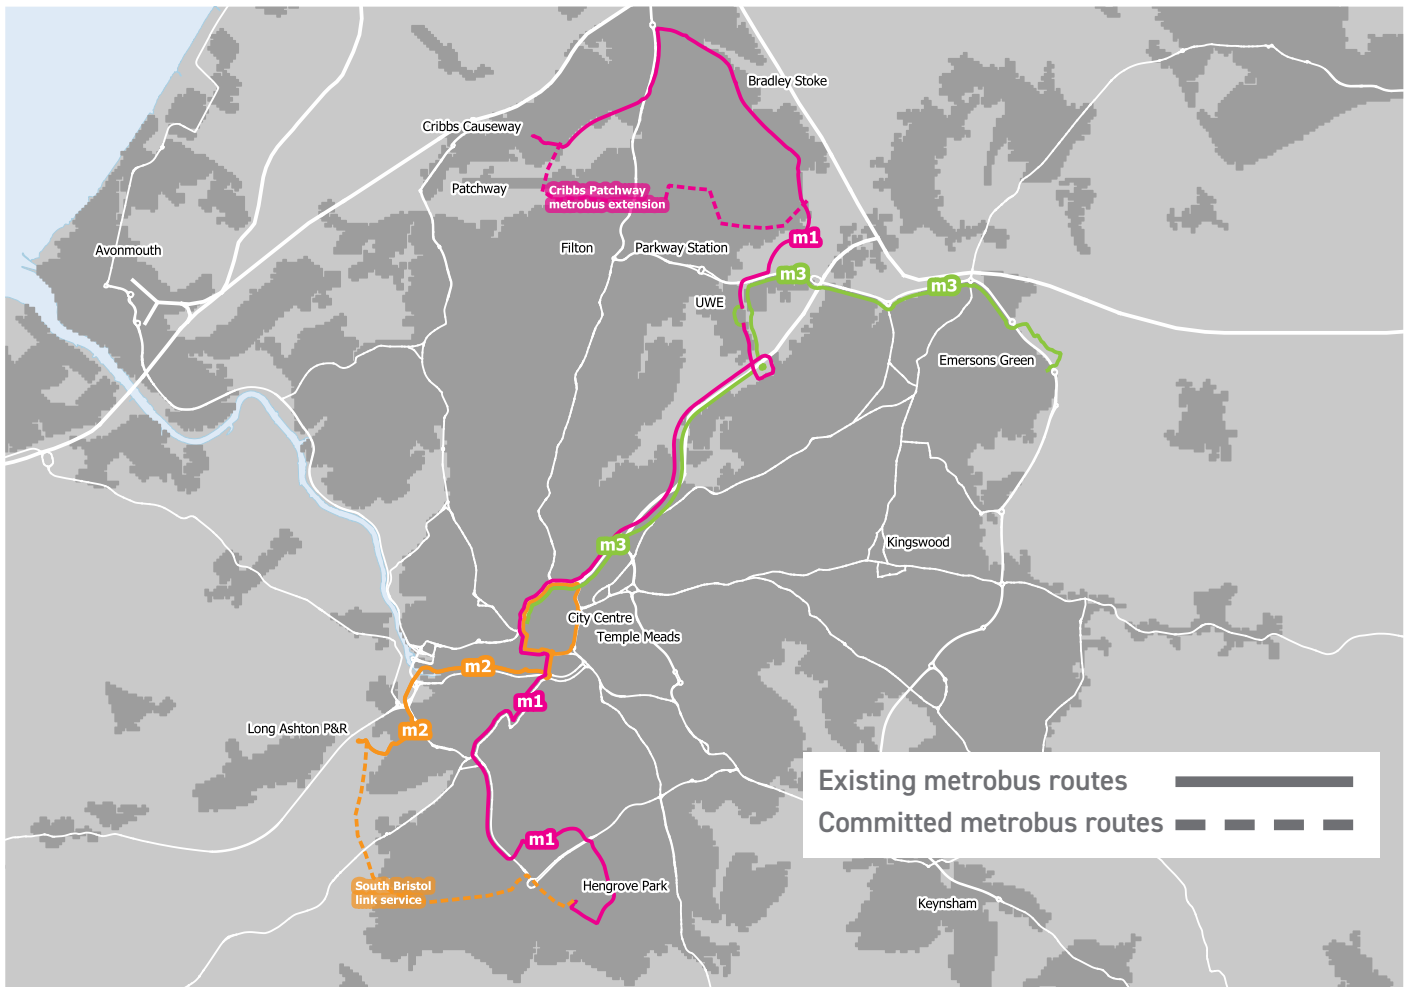 Bradley Stoke
Cribbs Causeway
Patchway
Cribbs Patchway
metrobus extension
m1
Avonmouth
Filton
Parkway Station
m3
m3
UWE
Emersons Green
m3
Kingswood
City Centre
Temple Meads
m2
m1
Long Ashton P&R
m2
Existing metrobus routes
Committed metrobus routes
m1
South Bristol
link service
Hengrove Park
Keynsham